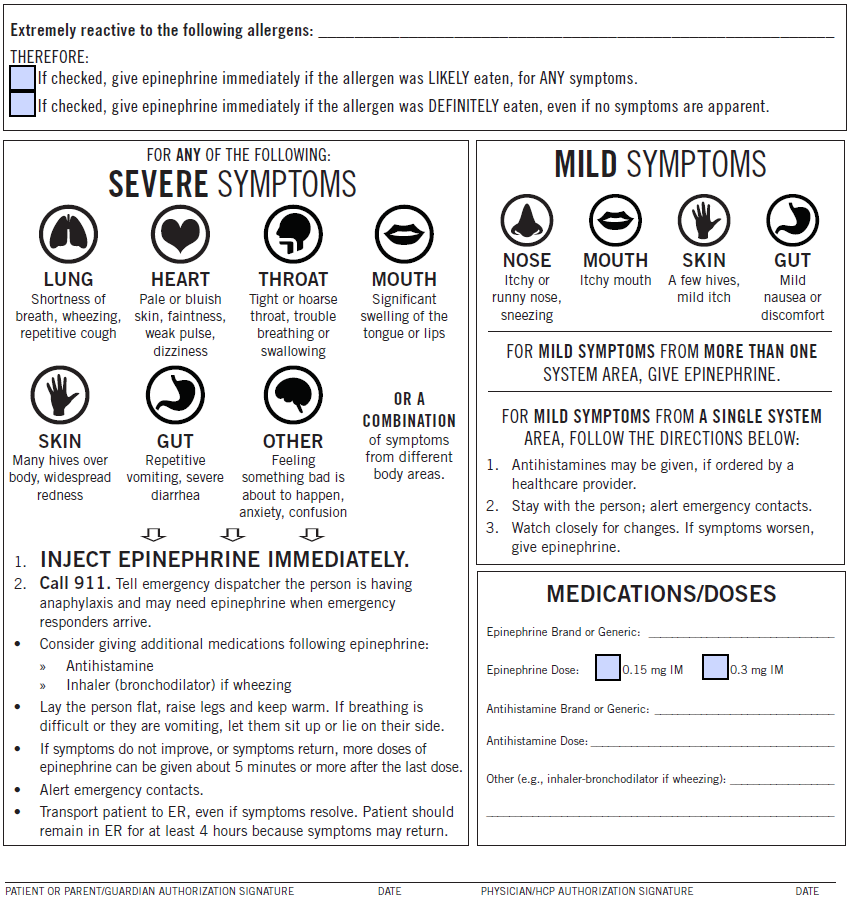 Extremely reactive to the following allergens:
THEREFORE:
If checked, give epinephrine immediately if the allergen was LIKELY eaten, for ANY symptoms.
If checked, give epinephrine immediately if the allergen was DEFINITELY eaten, even if no symptoms are apparent.
FOR ANY OF THE FOLLOWING:
SEVERE SYMPTOMS
LUNG
Shortness of
breath, wheezing,
repetitive cough
HEART
Pale or bluish
skin, faintness,
weak pulse,
dizziness
THROAT
Tight or hoarse
throat, trouble
breathing or
swallowing
MOUTH
Significant
swelling of the
tongue or lips
SKIN
Many hives over
body, widespread
redness
GUT
Repetitive
vomiting, severe
diarrhea
OTHER
Feeling
something bad is
about to happen,
anxiety, confusion
OR A
COMBINATION
of symptoms
from different
body areas.
1. INJECT EPINEPHRINE IMMEDIATELY.
2. Call 911. Tell emergency dispatcher the person is having
anaphylaxis and may need epinephrine when emergency
responders arrive.
• Consider giving additional medications following epinephrine:
» Antihistamine
» Inhaler (bronchodilator) if wheezing
• Lay the person flat, raise legs and keep warm. If breathing is
difficult or they are vomiting, let them sit up or lie on their side.
• If symptoms do not improve, or symptoms return, more doses of
epinephrine can be given about 5 minutes or more after the last dose.
• Alert emergency contacts.
• Transport patient to ER, even if symptoms resolve. Patient should
remain in ER for at least 4 hours because symptoms may return.
MILD SYMPTOMS
NOSE
Itchy or
runny nose,
sneezing
MOUTH
Itchy mouth
SKIN
A few hives,
mild itch
GUT
Mild
nausea or
discomfort
FOR MILD SYMPTOMS FROM MORE THAN ONE
SYSTEM AREA, GIVE EPINEPHRINE.
FOR MILD SYMPTOMS FROM A SINGLE SYSTEM
AREA, FOLLOW THE DIRECTIONS BELOW:
1. Antihistamines may be given, if ordered by a
healthcare provider.
2. Stay with the person; alert emergency contacts.
3. Watch closely for changes. If symptoms worsen,
give epinephrine.
MEDICATIONS/DOSES
Epinephrine Brand or Generic:
Epinephrine Dose: 0.15 mg IM 0.3 mg IM
Antihistamine Brand or Generic:
Antihistamine Dose:
Other (e.g., inhaler-bronchodilator if wheezing):
PATIENT OR PARENT/GUARDIAN AUTHORIZATION SIGNATURE DATE PHYSICIAN/HCP AUTHORIZATION SIGNATURE DATE